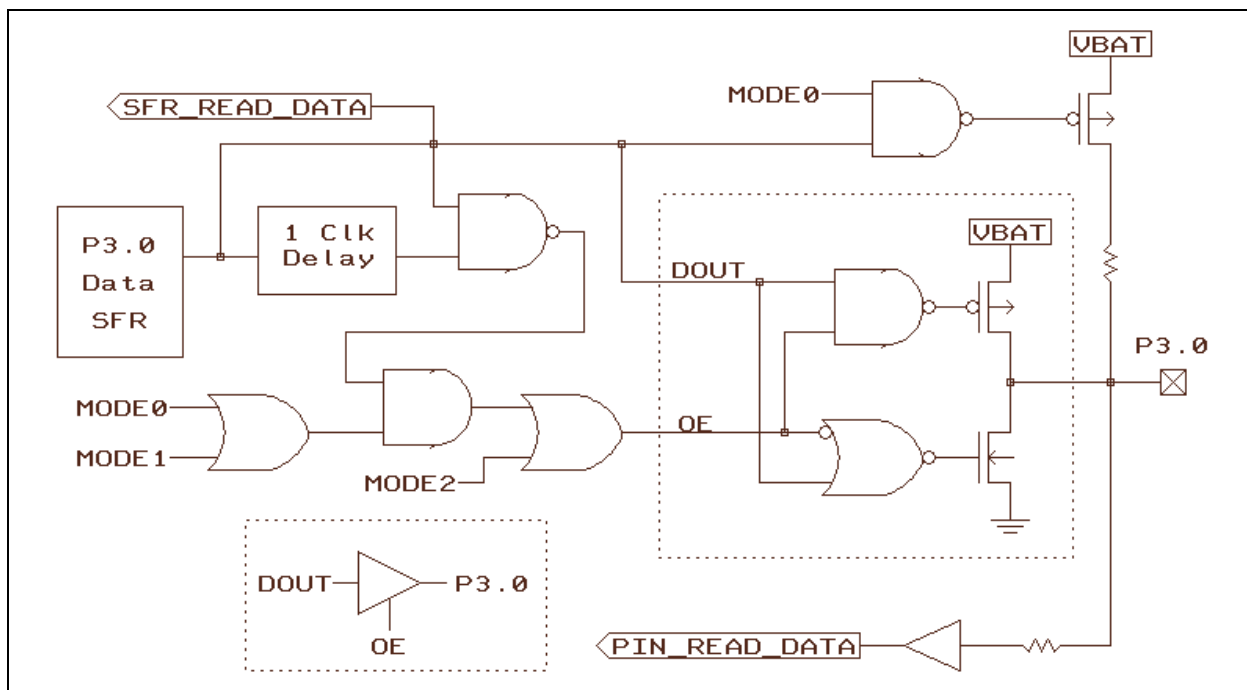 VBAT
SFR_READ_DATA
MODE0
P3.0
Data
SFR
1 Clk
Delay
VBAT
DOUT
P3.0
MODE0
MODE1
MODE2
OE
DOUT
P3.0
OE
PIN_READ_DATA